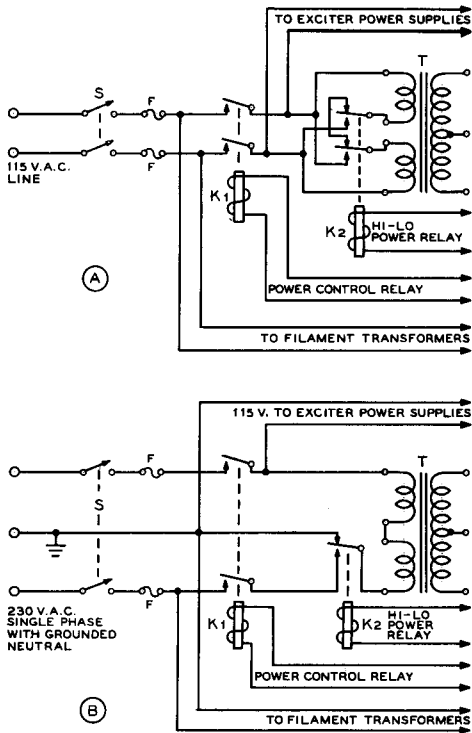 TO EXCITER POWER SUPPLIES
T
S
F
F
115 V.A.C.
LINE
K1
K2
HI-LO
POWER RELAY
A
POWER CONTROL RELAY
TO FILAMENT TRANSFORMERS
115 V. TO EXCITER POWER SUPPLIES
F
T
S
F
230 V.A.C.
SINGLE PHASE
WITH GROUNDED
NEUTRAL
K1
K2
HI-LO
POWER
RELAY
POWER CONTROL RELAY
B
TO FILAMENT TRANSFORMERS